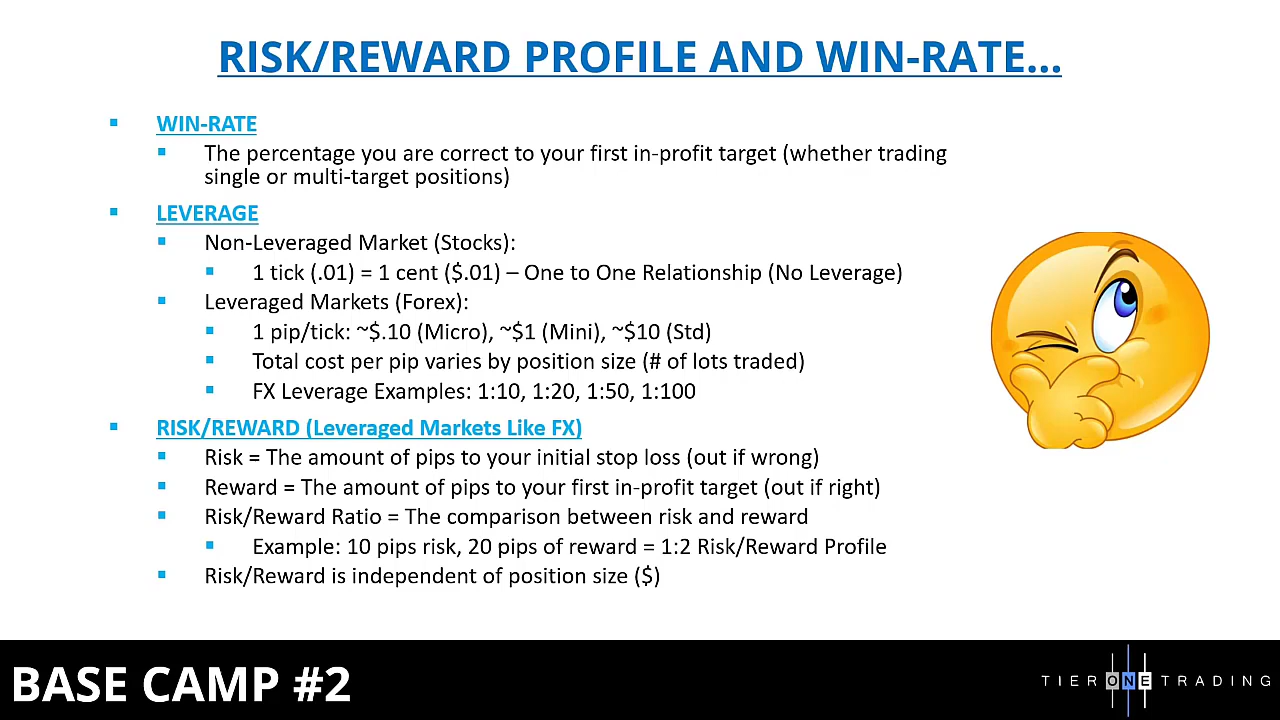 RISK/REWARD PROFILE AND WIN-RATE...
▪ WIN-RATE
▪ The percentage you are correct to your first in-profit target (whether trading
single or multi-target positions)
▪ LEVERAGE
▪ Non-Leveraged Market (Stocks):
▪ 1 tick (.01) = 1 cent ($.01) – One to One Relationship (No Leverage)
▪ Leveraged Markets (Forex):
▪ 1 pip/tick: ~$.10 (Micro), ~$1 (Mini), ~$10 (Std)
▪ Total cost per pip varies by position size (# of lots traded)
▪ FX Leverage Examples: 1:10, 1:20, 1:50, 1:100
▪ RISK/REWARD (Leveraged Markets Like FX)
▪ Risk = The amount of pips to your initial stop loss (out if wrong)
▪ Reward = The amount of pips to your first in-profit target (out if right)
▪ Risk/Reward Ratio = The comparison between risk and reward
▪ Example: 10 pips risk, 20 pips of reward = 1:2 Risk/Reward Profile
▪ Risk/Reward is independent of position size ($)
BASE CAMP #2
TIER ONE TRADING